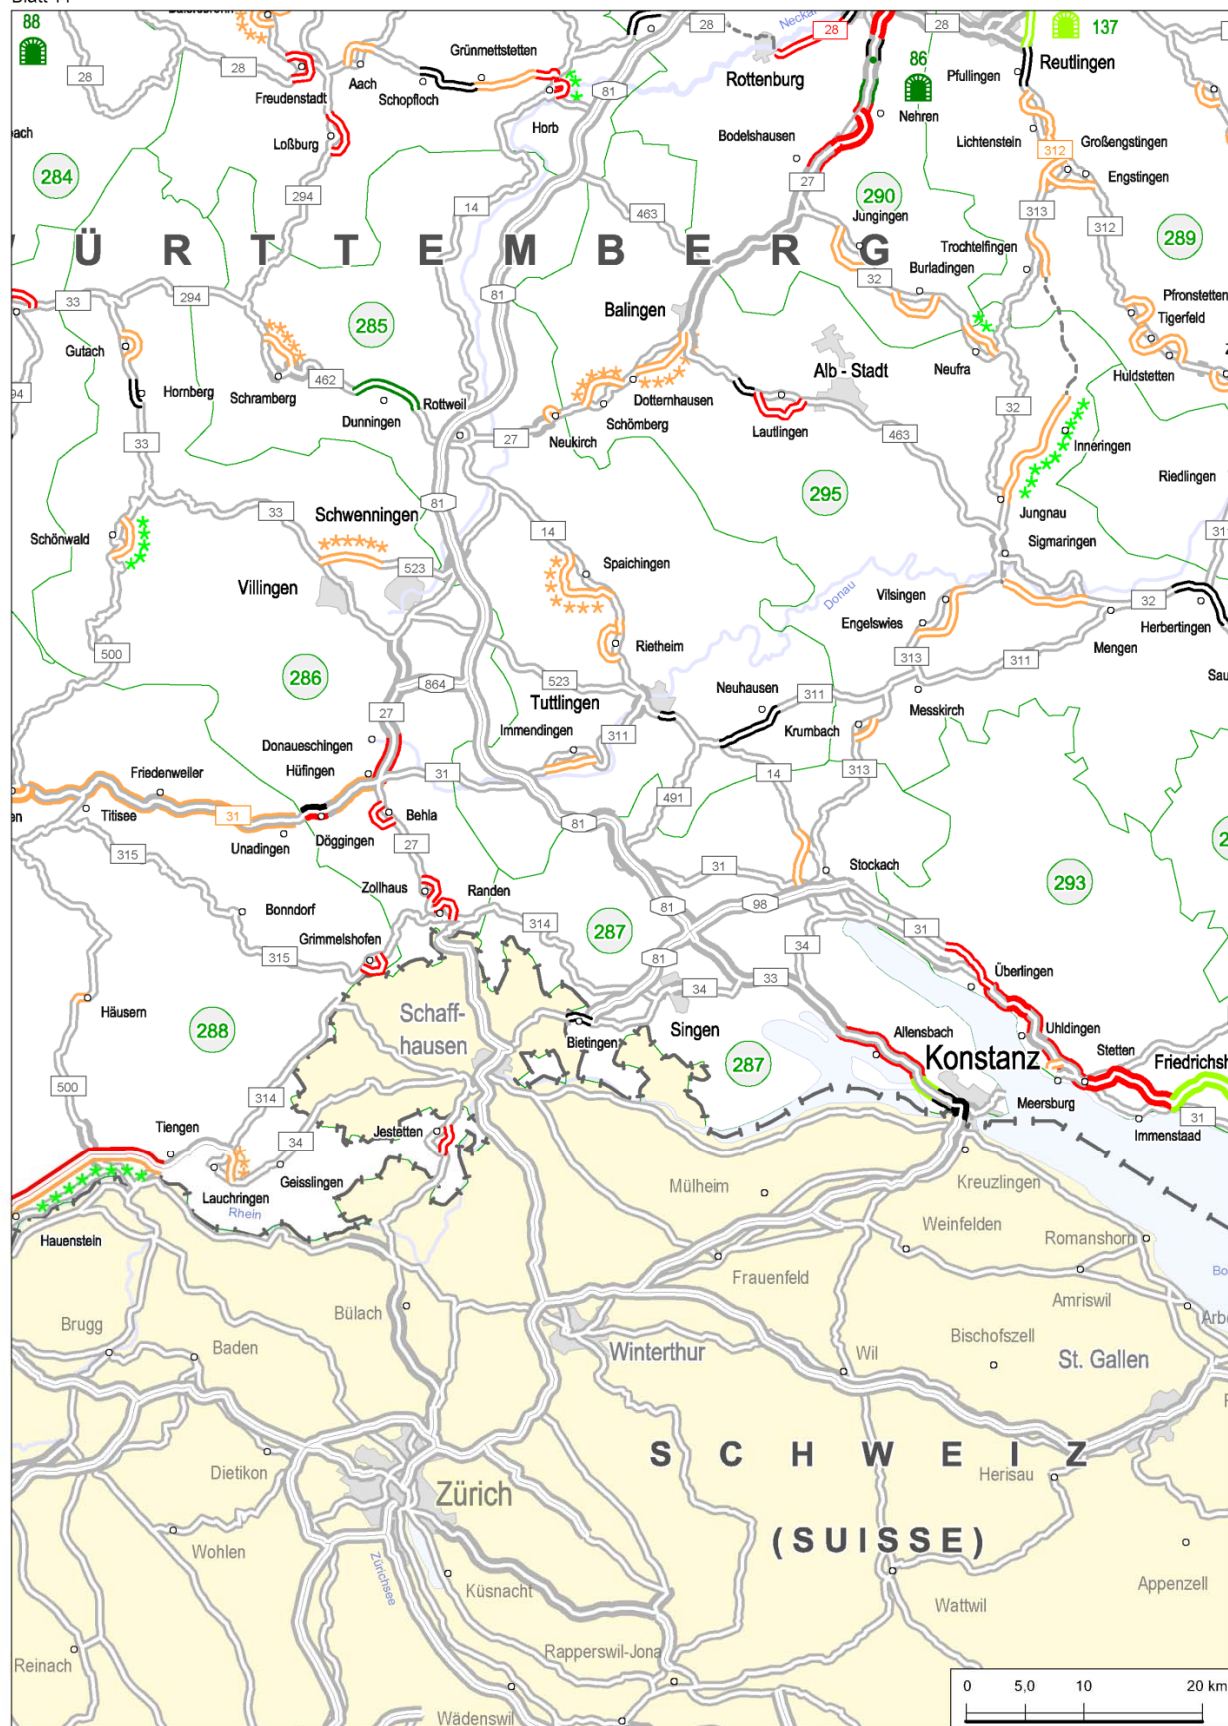 88
28
28
Freudenstadt
Aach
Schopfloch
Grünmettstetten
Horb
81
28
Neckar
28
Rottenburg
28
86
Nehren
Bodelshausen
27
137
Reutlingen
Pfullingen
Lichtenstein
312
Großengstingen
Engstingen
284
Loßburg
294
14
463
290
Jungingen
313
312
289
Trochtelfingen
Burladingen
32
W Ü R T T E M B E R G
33
294
81
Balingen
285
Pfronstetten
Tigerfeld
Gutach
Neufra
Huldstetten
Alb - Stadt
Hornberg
Schramberg
462
Rottweil
Dunningen
Dotternhausen
Schömberg
Neukirch
27
Lautlingen
463
32
Inneringen
33
295
Riedlingen
81
33
Schwenningen
14
Jungnau
Schönwald
Sigmaringen
523
Spaichingen
Villingen
Donau
Vilsingen
32
Engelswies
Herbertingen
Mengen
500
Rietheim
313
311
286
864
523
Neuhausen
311
Messkirch
27
Tuttlingen
Immendingen
311
Krumbach
Donaueschingen
Hüfingen
31
14
313
Friedenweiler
491
Titisee
31
Behla
81
Unadingen
Döggingen
27
315
31
Stockach
Zollhaus
Randen
293
98
81
Bonndorf
314
287
31
Grimmelshofen
34
315
81
Überlingen
34
33
Häusern
Schaff-
hausen
288
Singen
Allensbach
Uhldingen
Bietingen
Stetten
Konstanz
287
Friedrichsh
500
314
Meersburg
31
Immenstaad
Tiengen
34
Jestetten
Geisslingen
Lauchringen
Rhein
Mülheim
Kreuzlingen
Hauenstein
Weinfelden
Romanshorn
Frauenfeld
Bo
Amriswil
Bülach
Arb
Brugg
Baden
Winterthur
Bischofszell
Wil
St. Gallen
S C H W E I Z
Dietikon
Herisau
Zürich
(SUISSE)
Wohlen
Zürichsee
Küsnacht
Appenzell
Wattwil
Rapperswil-Jona
Reinach
Wädenswil
0 5,0 10 20 km